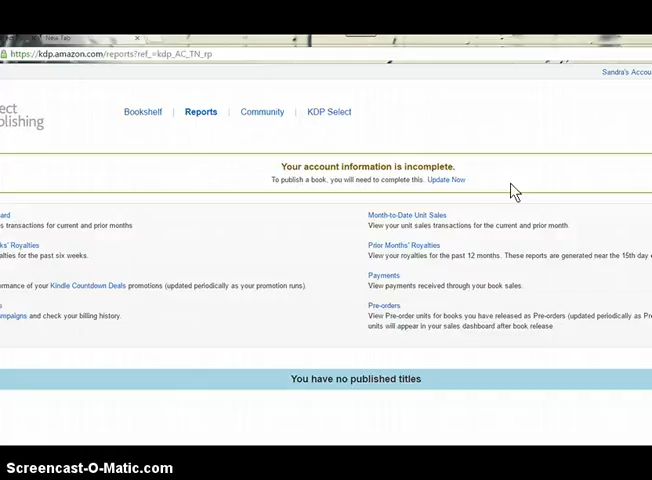 New Tab
https://kdp.amazon.com/reports?ref_=kdp_AC_TN_rp
Sandra's Accou
ect
blishing
Bookshelf | Reports | Community | KDP Select
Your account information is incomplete.
To publish a book, you will need to complete this. Update Now
ard
s transactions for current and prior months
ks' Royalties
alties for the past six weeks.
rmance of your Kindle Countdown Deals promotions (updated periodically as your promotion runs).
s
ampaigns and check your billing history.
Month-to-Date Unit Sales
View your unit sales transactions for the current and prior month.
Prior Months' Royalties
View your royalties for the past 12 months. These reports are generated near the 15th day
Payments
View payments received through your book sales.
Pre-orders
View Pre-order units for books you have released as Pre-orders (updated periodically as Pre
units will appear in your sales dashboard after book release
You have no published titles
Screencast-O-Matic.com